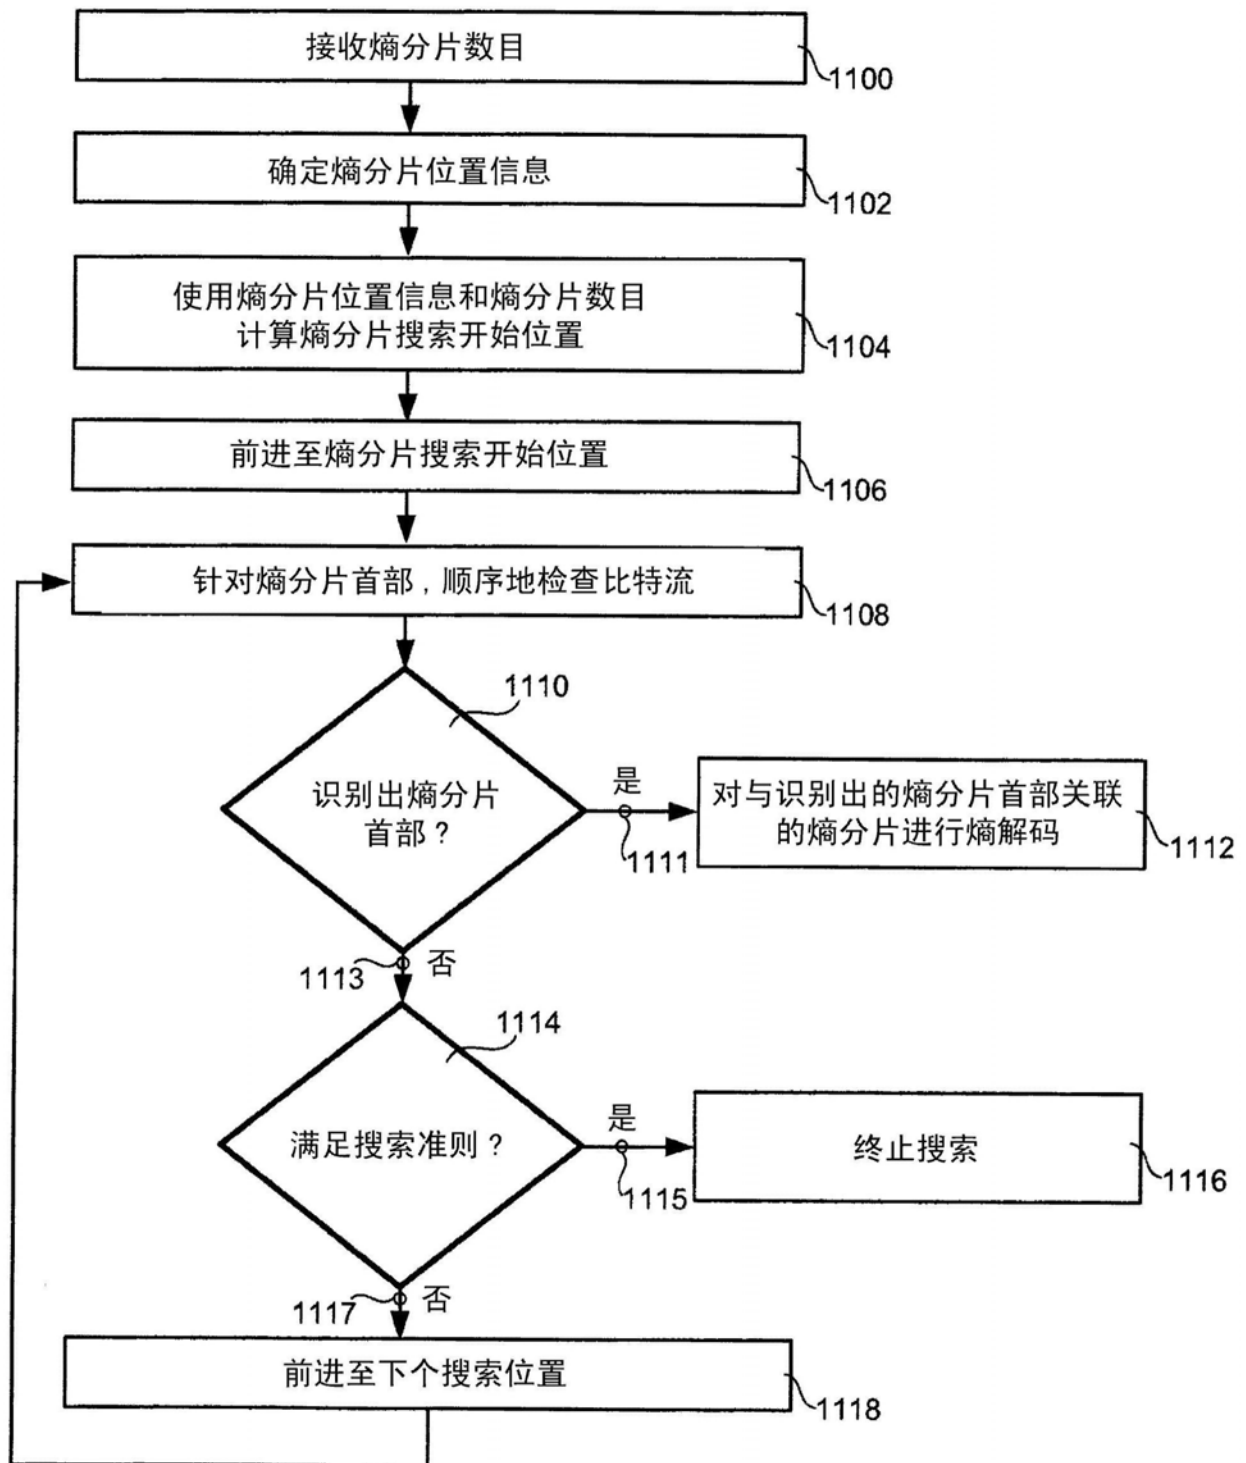 接收熵分片数目
1100
确定熵分片位置信息
1102
使用熵分片位置信息和熵分片数目
计算熵分片搜索开始位置
1104
前进至熵分片搜索开始位置
1106
针对熵分片首部，顺序地检查比特流
1108
1110
识别出熵分片
首部？
是
1111
对与识别出的熵分片首部关联
的熵分片进行熵解码
1112
1113
否
1114
满足搜索准则？
是
1115
终止搜索
1116
1117
否
前进至下个搜索位置
1118